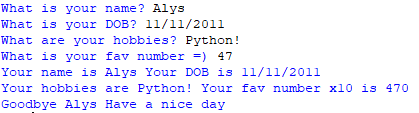 What is your name? Alys
What is your DOB? 11/11/2011
What are your hobbies? Python!
What is your fav number =) 47
Your name is Alys Your DOB is 11/11/2011
Your hobbies are Python! Your fav number x10 is 470
Goodbye Alys Have a nice day